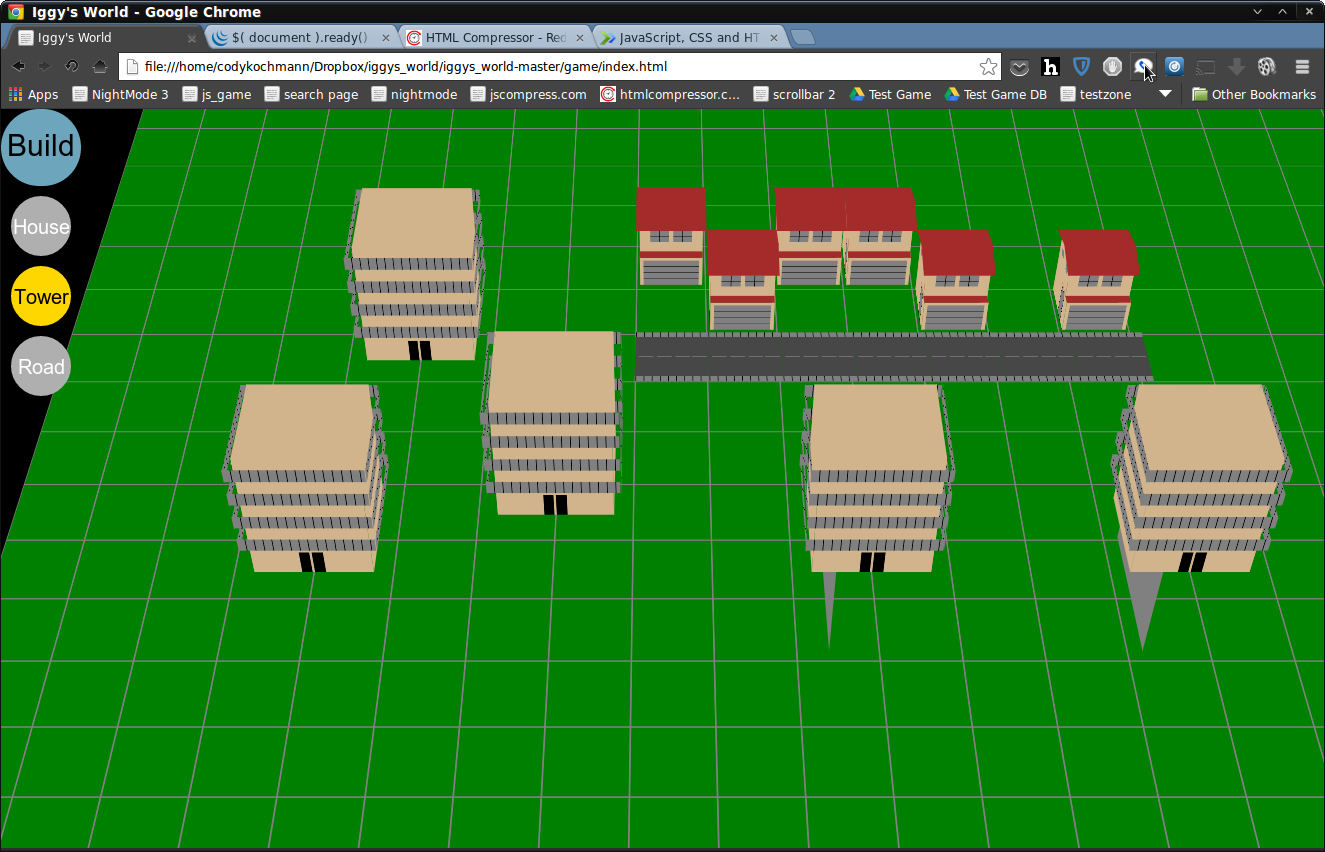 Iggy's World - Google Chrome
Iggy's World
$( document ).ready()
HTML Compressor - Red
JavaScript, CSS and HT
file:///home/codykochmann/Dropbox/iggys_world/iggys_world-master/game/index.html
h
Apps
NightMode 3
js_game
search page
nightmode
jscompress.com
htmlcompressor.c...
scrollbar 2
Test Game
Test Game DB
testzone
Other Bookmarks
Build
House
Tower
Road